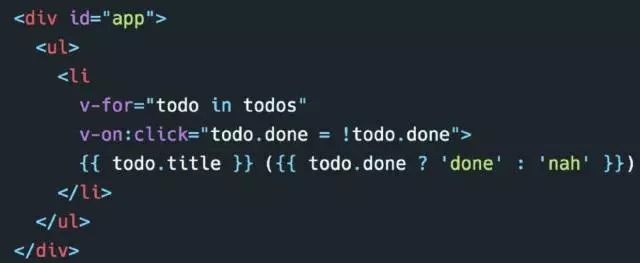 <div id="app">
  <ul>
    <li
      v-for="todo in todos"
      v-on:click="todo.done = !todo.done">
      {{ todo.title }} ({{ todo.done ? 'done' : 'nah' }})
    </li>
  </ul>
</div>